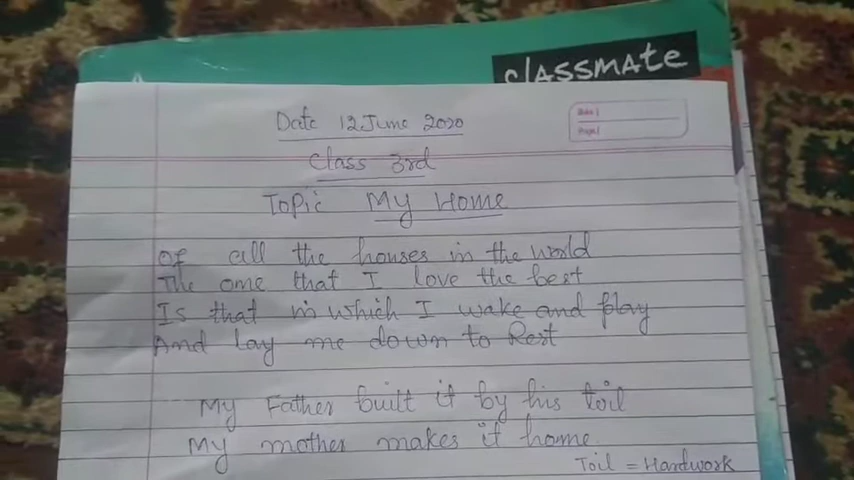 classmate
Date 12 June 2020
Date
Page
Class 3rd
Topic My Home
Of all the houses in the world
The one that I love the best
Is that in which I wake and play
And lay me down to Rest
My Father built it by his toil
My mother makes it home
Toil = Hardwork